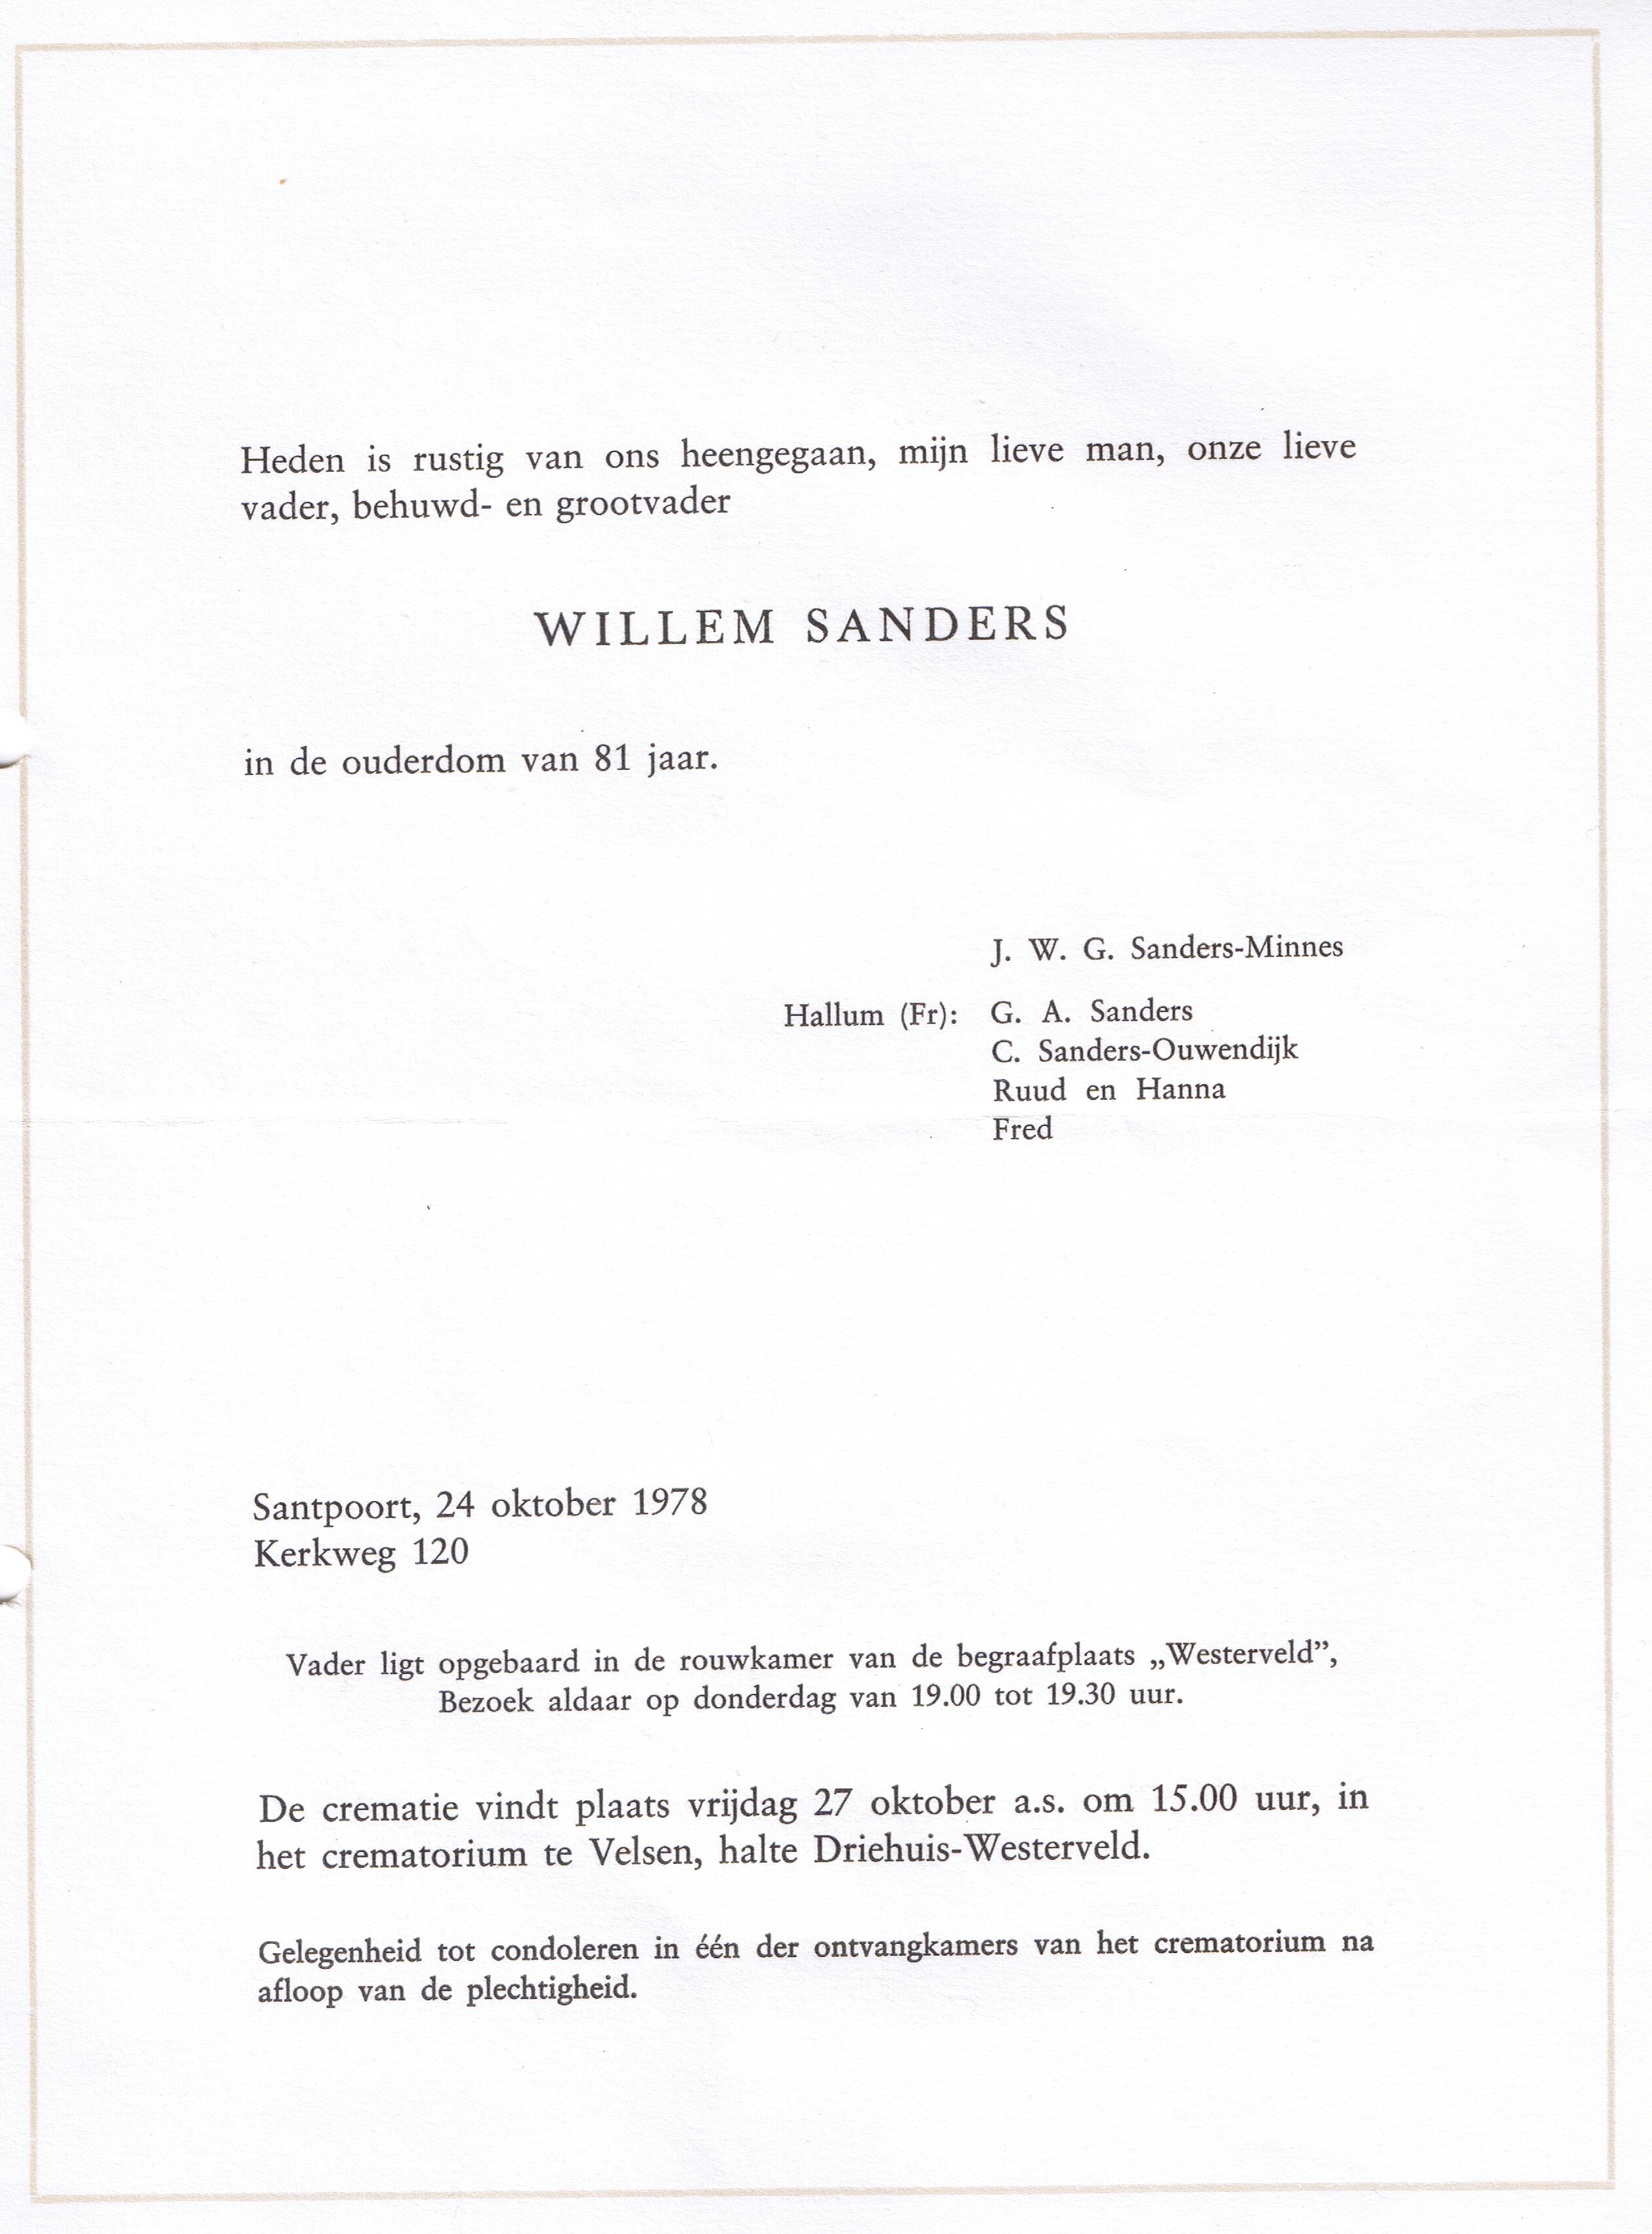 Heden is rustig van ons heengegaan, mijn lieve man, onze lieve
vader, behuwd- en grootvader
WILLEM SANDERS
in de ouderdom van 81 jaar.
J. W. G. Sanders-Minnes
Hallum (Fr): G. A. Sanders
C. Sanders-Ouwendijk
Ruud en Hanna
Fred
Santpoort, 24 oktober 1978
Kerkweg 120
Vader ligt opgebaard in de rouwkamer van de begraafplaats „Westerveld”,
Bezoek aldaar op donderdag van 19.00 tot 19.30 uur.
De crematie vindt plaats vrijdag 27 oktober a.s. om 15.00 uur, in
het crematorium te Velsen, halte Driehuis-Westerveld.
Gelegenheid tot condoleren in één der ontvangkamers van het crematorium na
afloop van de plechtigheid.